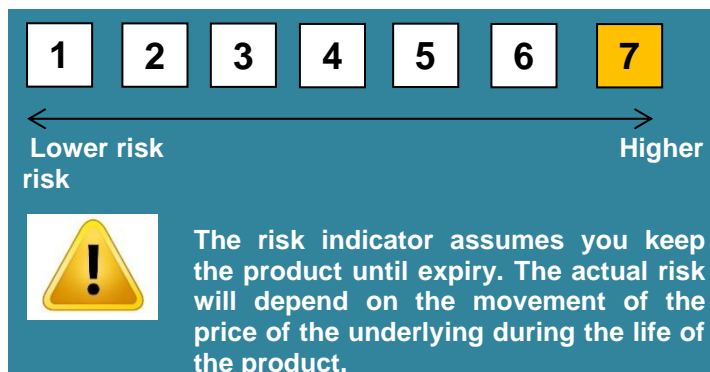 1 2 3 4 5 6 7
Lower risk Higher
risk
!
The risk indicator assumes you keep
the product until expiry. The actual risk
will depend on the movement of the
price of the underlying during the life of
the product.